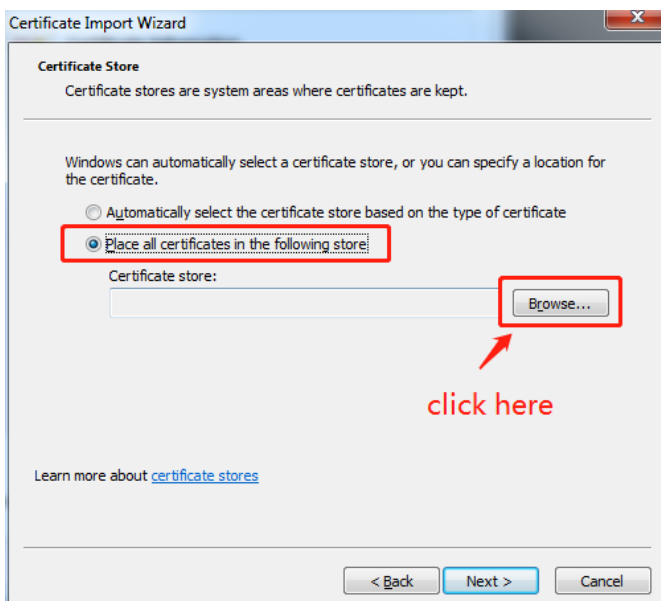 Certificate Import Wizard
Certificate Store
Certificate stores are system areas where certificates are kept.
Windows can automatically select a certificate store, or you can specify a location for
the certificate.
Automatically select the certificate store based on the type of certificate
Place all certificates in the following store
Certificate store:
Browse...
click here
Learn more about certificate stores
< Back Next > Cancel